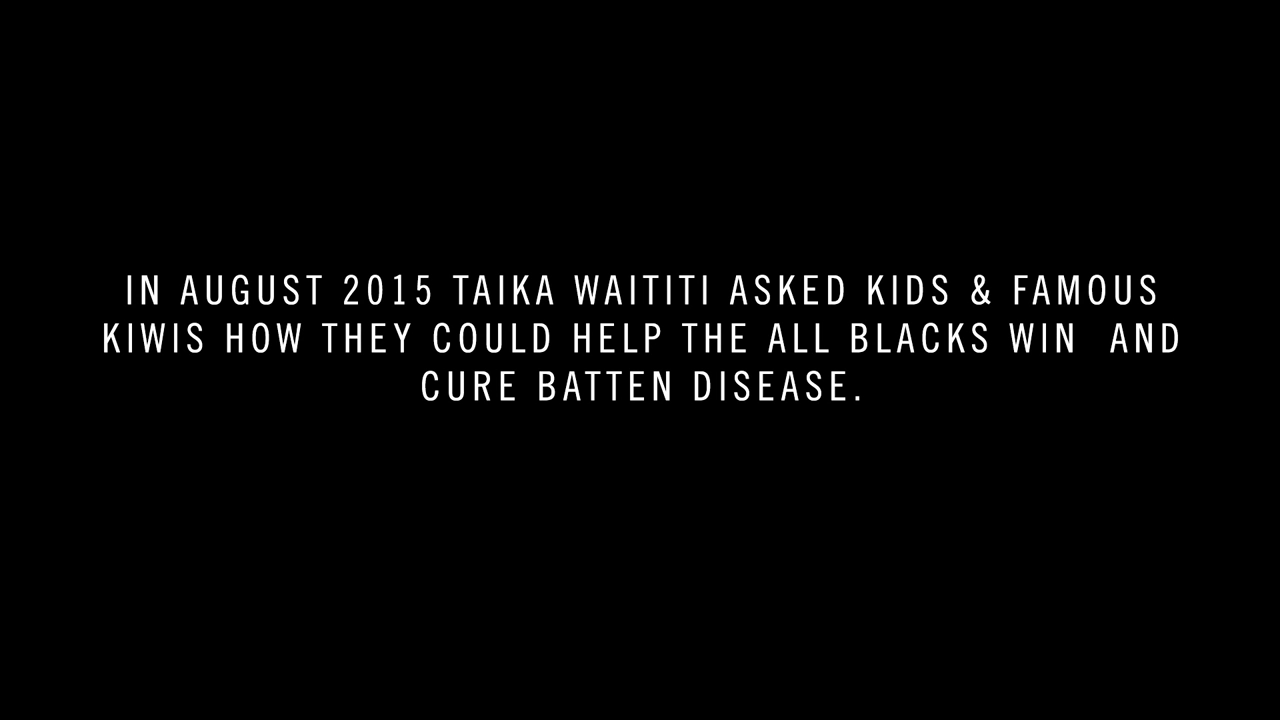 IN AUGUST 2015 TAIKA WAITITI ASKED KIDS & FAMOUS
KIWIS HOW THEY COULD HELP THE ALL BLACKS WIN  AND
CURE BATTEN DISEASE.